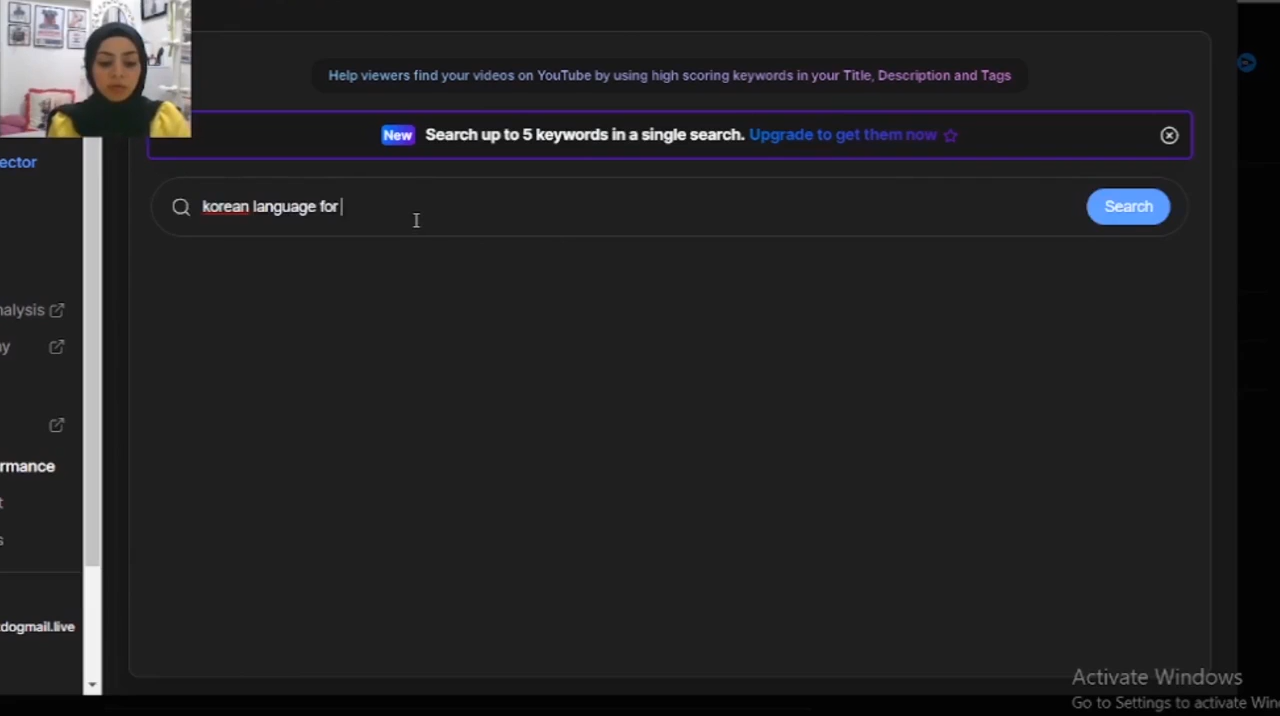 Help viewers find your videos on YouTube by using high scoring keywords in your Title, Description and Tags
New Search up to 5 keywords in a single search. Upgrade to get them now
ector
korean language for
Search
nalysis
ny
rmance
t
s
dogmail.live
Activate Windows
Go to Settings to activate Win